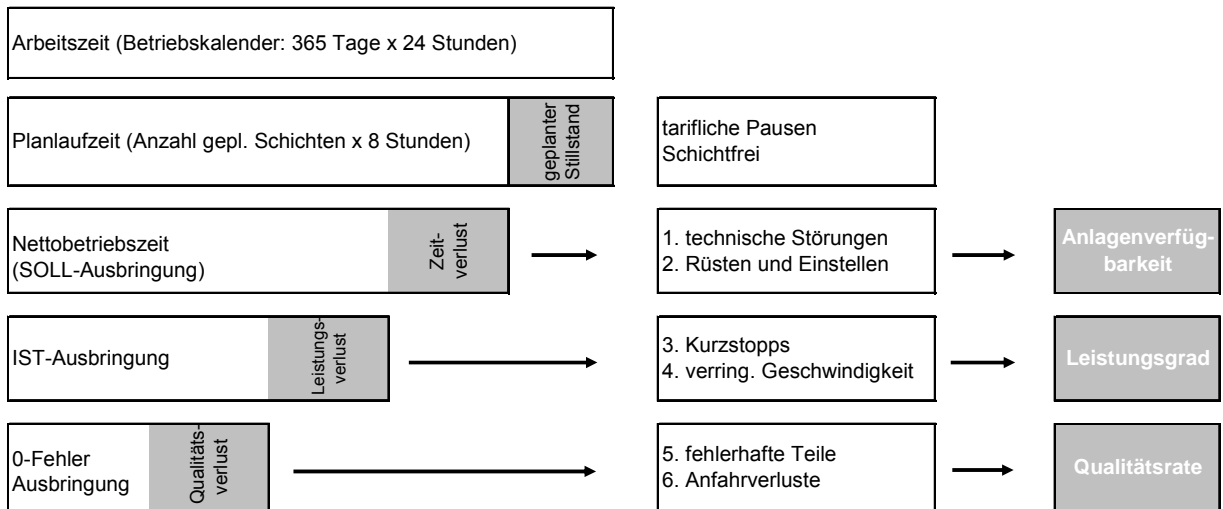 Arbeitszeit (Betriebskalender: 365 Tage x 24 Stunden)
Planlaufzeit (Anzahl gepl. Schichten x 8 Stunden)
geplanter
Stillstand
tarifliche Pausen
Schichtfrei
Nettobetriebszeit
(SOLL-Ausbringung)
Zeit-
verlust
1. technische Störungen
2. Rüsten und Einstellen
Anlagenverfüg-
barkeit
IST-Ausbringung
Leistungs-
verlust
3. Kurzstopps
4. verring. Geschwindigkeit
Leistungsgrad
0-Fehler
Ausbringung
Qualitäts-
verlust
5. fehlerhafte Teile
6. Anfahrverluste
Qualitätsrate